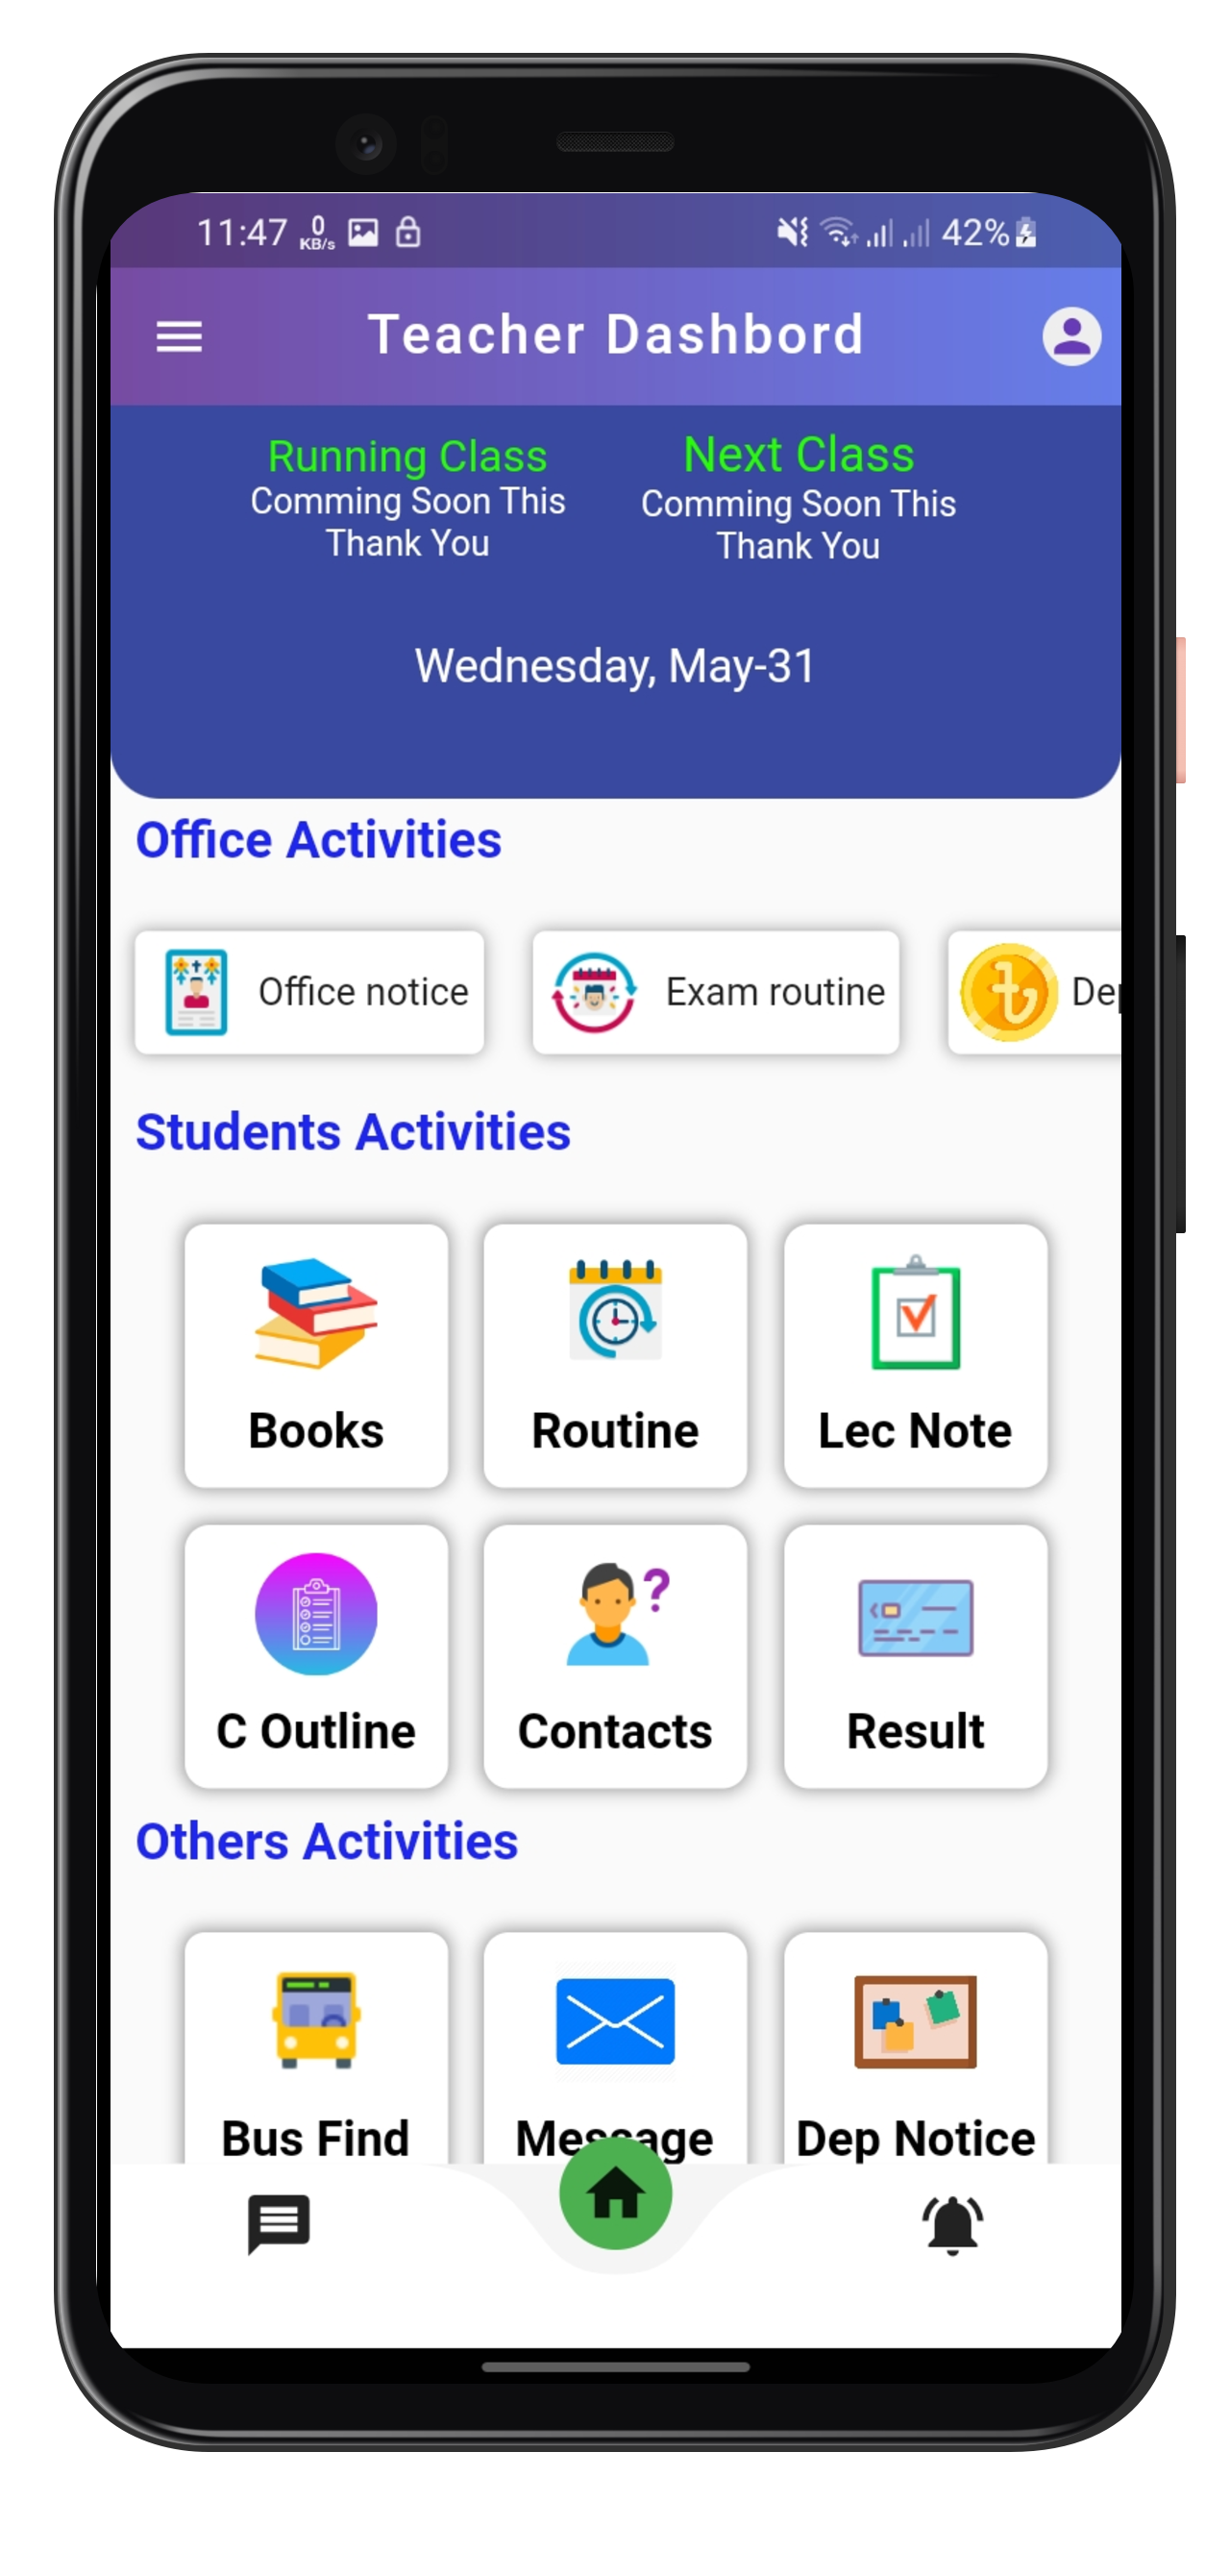 11:47 0 KB/s 42%
Teacher Dashbord
Running Class
Comming Soon This
Thank You
Next Class
Comming Soon This
Thank You
Wednesday, May-31
Office Activities
Office notice
Exam routine
Students Activities
Books
Routine
Lec Note
C Outline
Contacts
Result
Others Activities
Bus Find
Message
Dep Notice